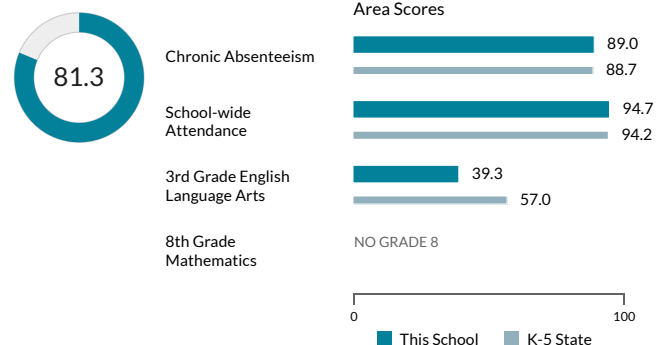 Area Scores
81.3
Chronic Absenteeism
89.0
88.7
School-wide
Attendance
94.7
94.2
3rd Grade English
Language Arts
39.3
57.0
8th Grade
Mathematics
NO GRADE 8
0
100
This School
K-5 State